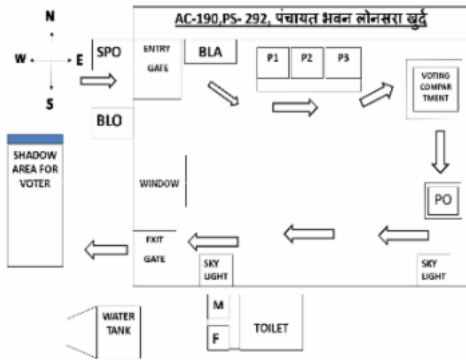 AC-190,PS- 292, पंचायत भवन लोनसरा खुर्द
N
W
E
S
SPO
ENTRY
GATE
BLA
P1
P2
P3
VOTING
COMPAR
TMENT
BLO
SHADOW
AREA FOR
VOTER
WINDOW
PO
EXIT
GATE
SKY
LIGHT
SKY
LIGHT
WATER
TANK
M
F
TOILET